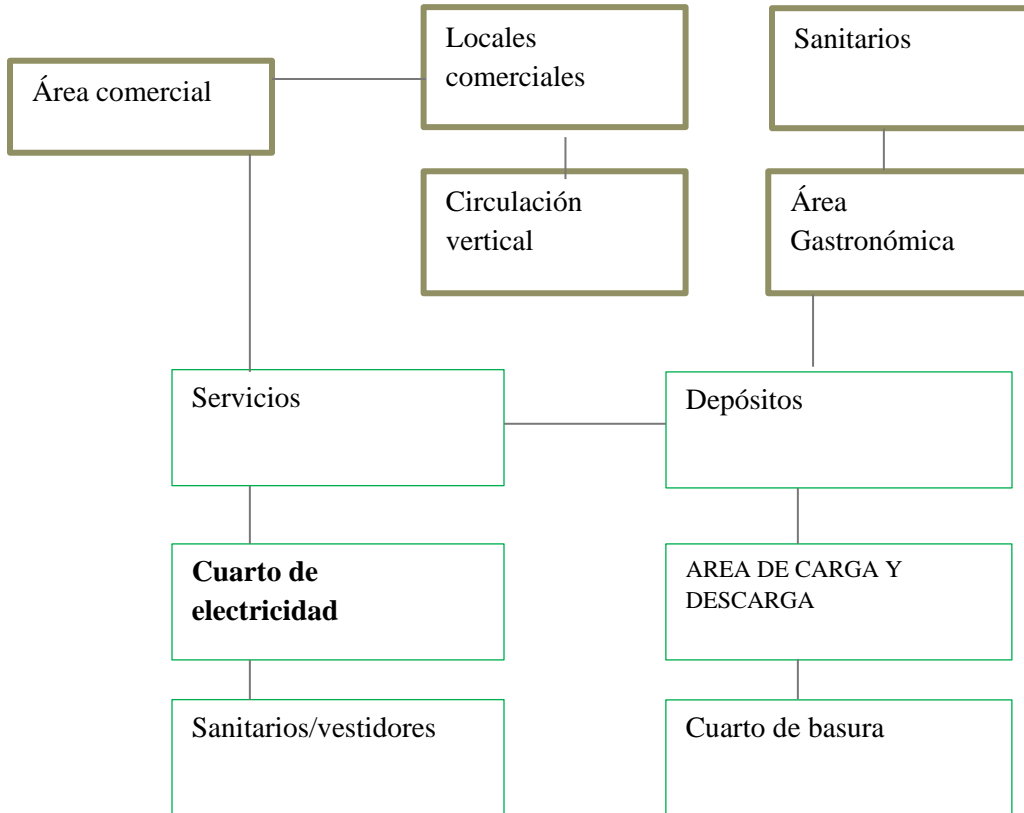 Área comercial
Locales
comerciales
Sanitarios
Circulación
vertical
Área
Gastronómica
Servicios
Depósitos
Cuarto de
electricidad
AREA DE CARGA Y
DESCARGA
Sanitarios/vestidores
Cuarto de basura